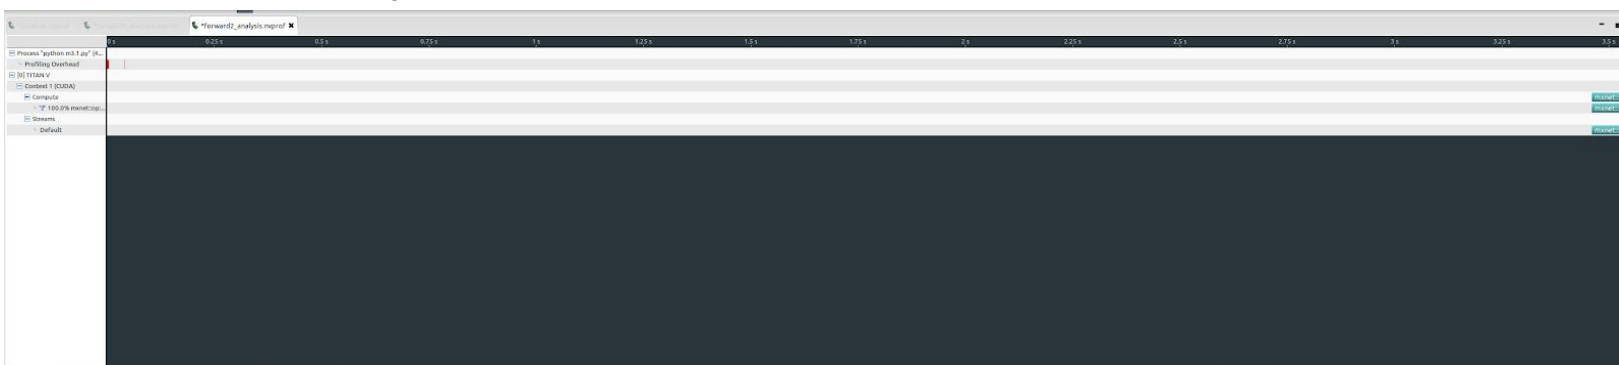 *forward2_analysis.nvprof
0 s 0.25 s 0.5 s 0.75 s 1 s 1.25 s 1.5 s 1.75 s 2 s 2.25 s 2.5 s 2.75 s 3 s 3.25 s 3.5 s
Process "python m3.1.py" (4...
Profiling Overhead
[0] TITAN V
Context 1 (CUDA)
Compute
mxnet::
100.0% mxnet::op:...
mxnet::
Streams
Default
mxnet::